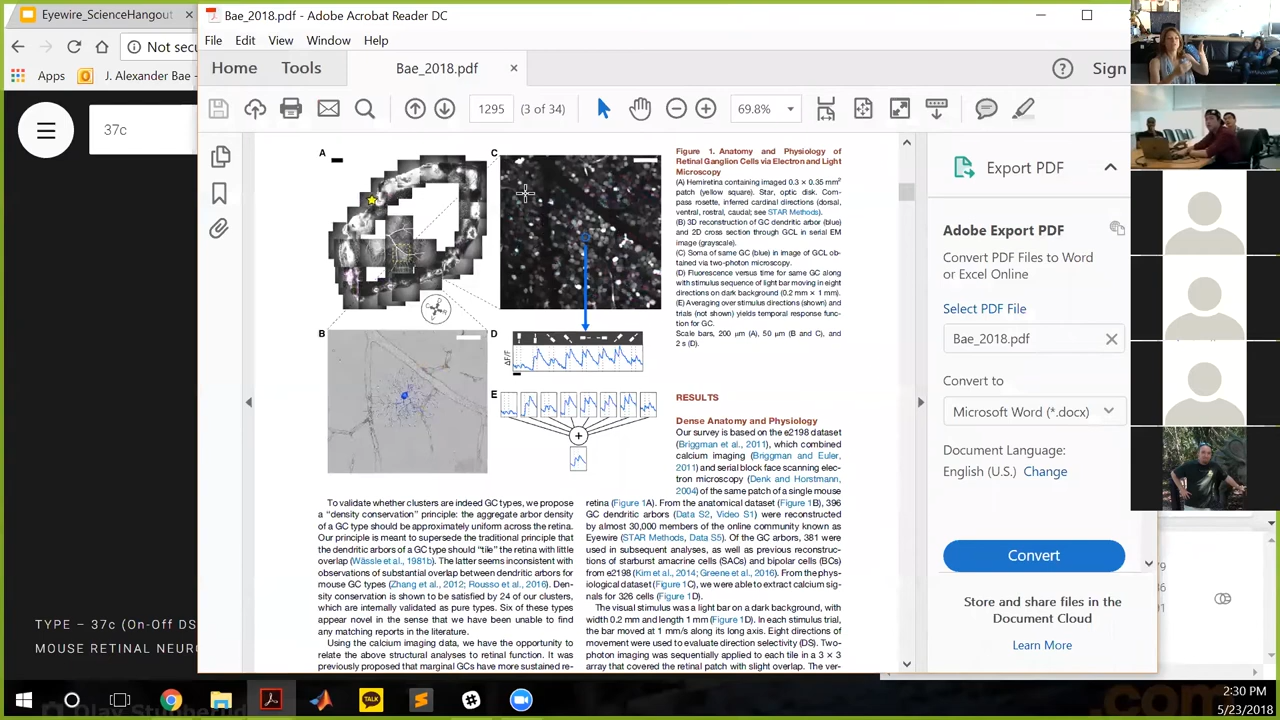 Eyewire_ScienceHangout
Bae_2018.pdf - Adobe Acrobat Reader DC
File Edit View Window Help
Not secu
Home Tools Bae_2018.pdf Sign
Apps J. Alexander Bae -
1295 (3 of 34) 69.8%
37c
A
C
B
D
E
ΔF/F
Figure 1. Anatomy and Physiology of
Retinal Ganglion Cells via Electron and Light
Microscopy
(A) Hemiretina containing imaged 0.3 × 0.35 mm²
patch (yellow square). Star, optic disk. Com-
pass rosette, inferred cardinal directions (dorsal,
ventral, rostral, caudal; see STAR Methods).
(B) 3D reconstruction of GC dendritic arbor (blue)
and 2D cross section through GCL in serial EM
image (grayscale).
(C) Soma of same GC (blue) in image of GCL ob-
tained via two-photon microscopy.
(D) Fluorescence versus time for same GC along
with stimulus sequence of light bar moving in eight
directions on dark background (0.2 mm × 1 mm).
(E) Averaging over stimulus directions (shown) and
trials (not shown) yields temporal response func-
tion for GC.
Scale bars, 200 μm (A), 50 μm (B and C), and
2 s (D).
RESULTS
Dense Anatomy and Physiology
Our survey is based on the e2198 dataset
(Briggman et al., 2011), which combined
calcium imaging (Briggman and Euler,
2011) and serial block face scanning elec-
tron microscopy (Denk and Horstmann,
2004) of the same patch of a single mouse
To validate whether clusters are indeed GC types, we propose
a “density conservation” principle: the aggregate arbor density
of a GC type should be approximately uniform across the retina.
Our principle is meant to supersede the traditional principle that
the dendritic arbors of a GC type should “tile” the retina with little
overlap (Wässle et al., 1981b). The latter seems inconsistent with
observations of substantial overlap between dendritic arbors for
mouse GC types (Zhang et al., 2012; Rousso et al., 2016). Den-
sity conservation is shown to be satisfied by 24 of our clusters,
which are internally validated as pure types. Six of these types
appear novel in the sense that we have been unable to find
any matching reports in the literature.
Using the calcium imaging data, we have the opportunity to
relate the above structural analyses to retinal function. It was
previously proposed that marginal GCs have more sustained re-
retina (Figure 1A). From the anatomical dataset (Figure 1B), 396
GC dendritic arbors (Data S2, Video S1) were reconstructed
by almost 30,000 members of the online community known as
Eyewire (STAR Methods, Data S5). Of the GC arbors, 381 were
used in subsequent analyses, as well as previous reconstruc-
tions of starburst amacrine cells (SACs) and bipolar cells (BCs)
from e2198 (Kim et al., 2014; Greene et al., 2016). From the phys-
iological dataset (Figure 1C), we were able to extract calcium sig-
nals for 326 cells (Figure 1D).
The visual stimulus was a light bar on a dark background, with
width 0.2 mm and length 1 mm (Figure 1D). In each stimulus trial,
the bar moved at 1 mm/s along its long axis. Eight directions of
movement were used to evaluate direction selectivity (DS). Two-
photon imaging was sequentially applied to each tile in a 3 × 3
array that covered the retinal patch with slight overlap. The ver-
Export PDF
Adobe Export PDF
Convert PDF Files to Word
or Excel Online
Select PDF File
Bae_2018.pdf
Convert to
Microsoft Word (*.docx)
Document Language:
English (U.S.) Change
Convert
Store and share files in the
Document Cloud
Learn More
TYPE – 37c (On-Off DS
MOUSE RETINAL NEURO
TALK
.com
2:30 PM
5/23/2018